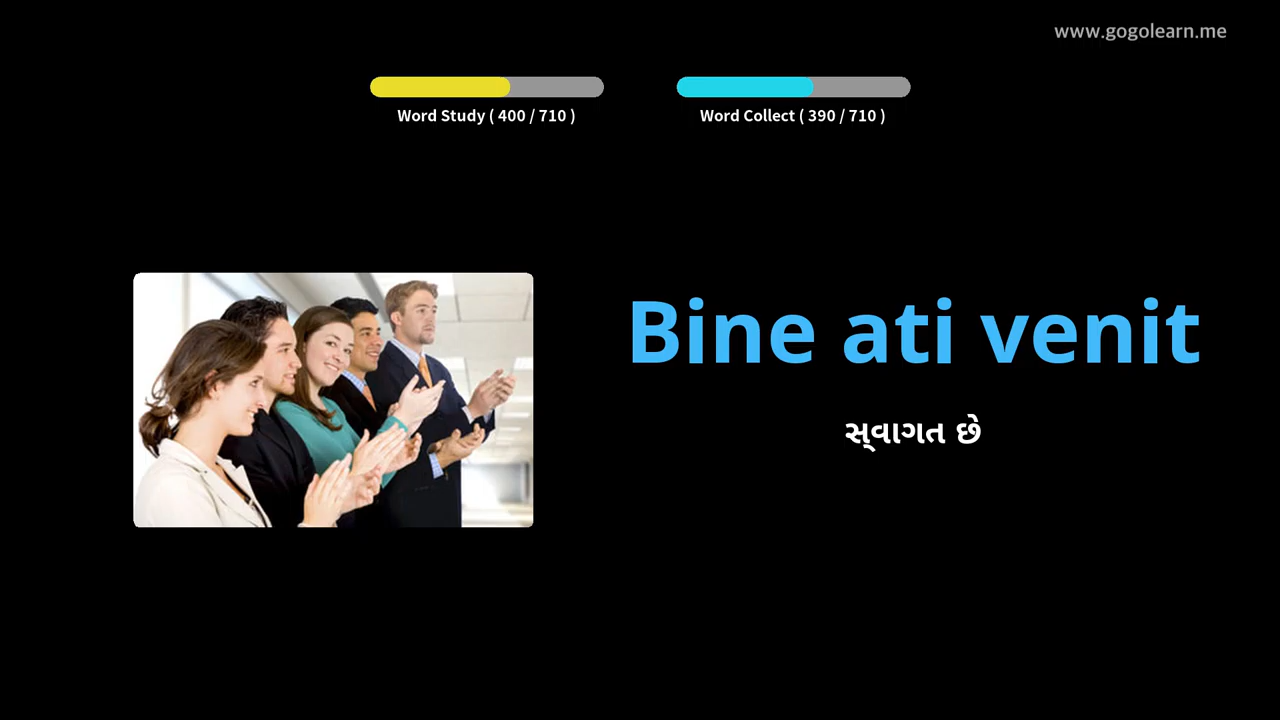 www.gogolearn.me
Word Study ( 400 / 710 )
Word Collect ( 390 / 710 )
Bine ati venit
સ્વાગત છે